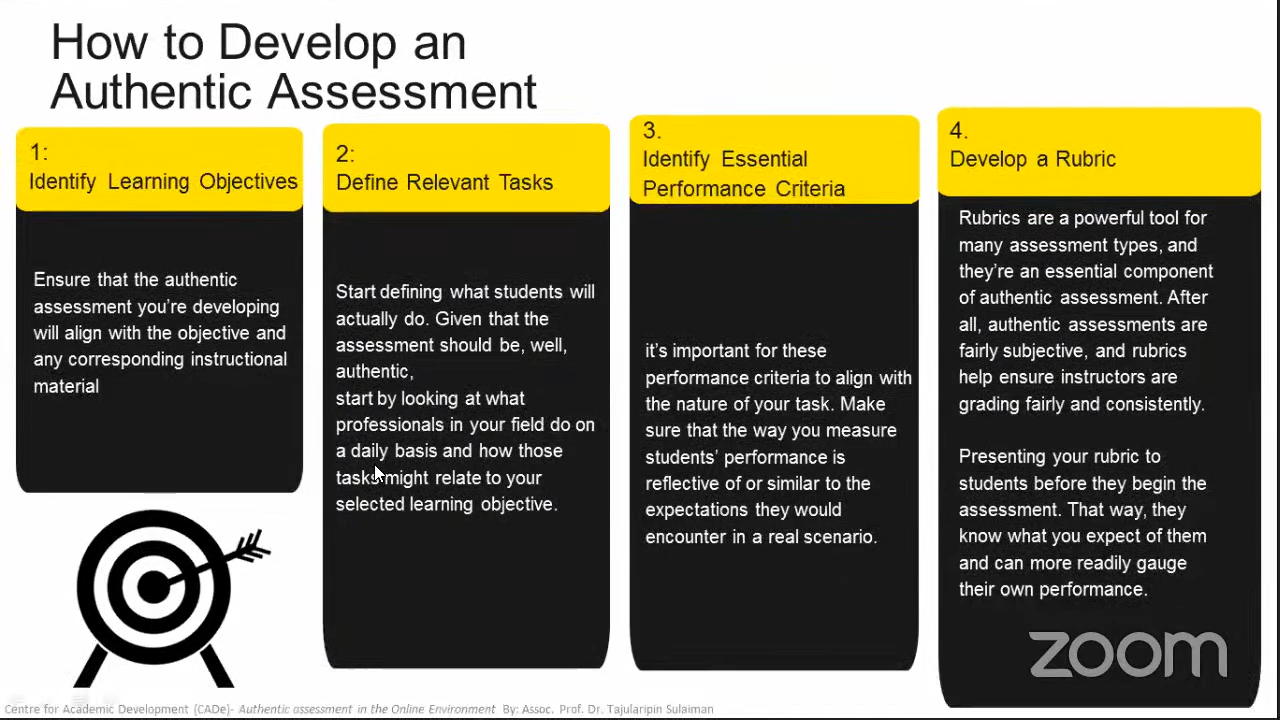 How to Develop an
Authentic Assessment
1:
Identify Learning Objectives
Ensure that the authentic
assessment you're developing
will align with the objective and
any corresponding instructional
material
2:
Define Relevant Tasks
Start defining what students will
actually do. Given that the
assessment should be, well,
authentic,
start by looking at what
professionals in your field do on
a daily basis and how those
tasks might relate to your
selected learning objective.
3.
Identify Essential
Performance Criteria
it's important for these
performance criteria to align with
the nature of your task. Make
sure that the way you measure
students' performance is
reflective of or similar to the
expectations they would
encounter in a real scenario.
4.
Develop a Rubric
Rubrics are a powerful tool for
many assessment types, and
they're an essential component
of authentic assessment. After
all, authentic assessments are
fairly subjective, and rubrics
help ensure instructors are
grading fairly and consistently.
Presenting your rubric to
students before they begin the
assessment. That way, they
know what you expect of them
and can more readily gauge
their own performance.
zoom
Centre for Academic Development (CADe)- Authentic assessment in the Online Environment By: Assoc. Prof. Dr. Tajularipin Sulaiman